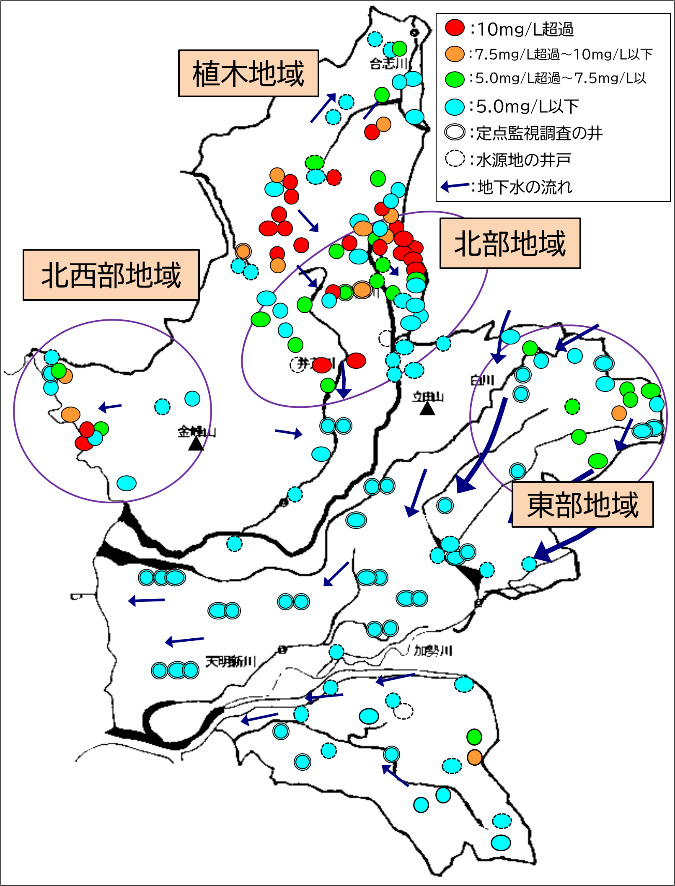 :10mg/L超過
:7.5mg/L超過～10mg/L以下
:5.0mg/L超過～7.5mg/L以
:5.0mg/L以下
:定点監視調査の井
:水源地の井戸
:地下水の流れ
合志川
植木地域
北部地域
北西部地域
白川
立田山
金峰山
東部地域
天明新川
加勢川